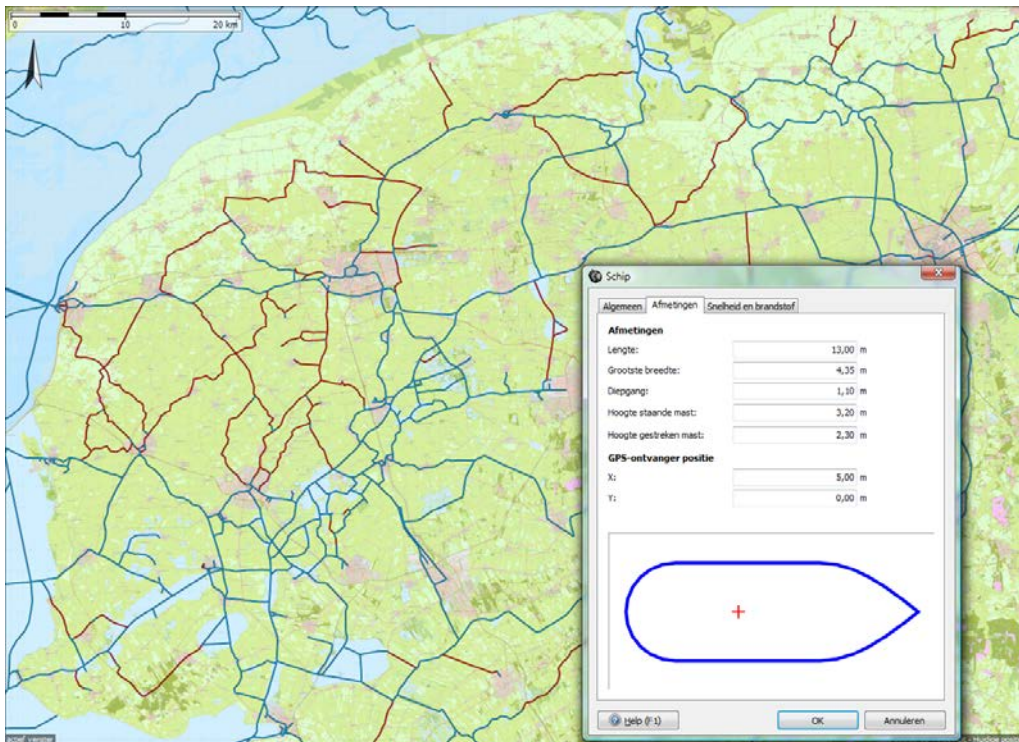 0 10 20 km
Schip
Algemeen Afmetingen Snelheid en brandstof
Afmetingen
Lengte: 13,00 m
Grootste breedte: 4,35 m
Diepgang: 1,10 m
Hoogte staande mast: 3,20 m
Hoogte gestreken mast: 2,30 m
GPS-ontvanger positie
X: 5,00 m
Y: 0,00 m
Help (F1) OK Annuleren
actief venster